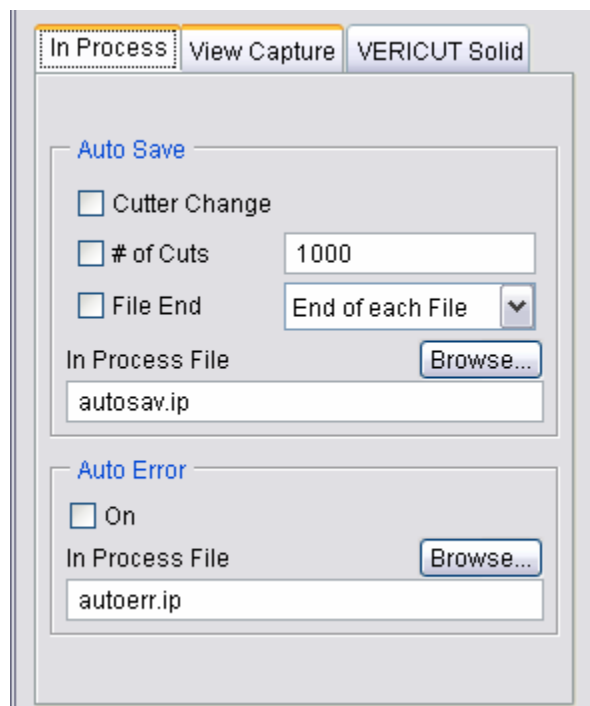 In Process View Capture VERICUT Solid
Auto Save
Cutter Change
# of Cuts 1000
File End End of each File
In Process File Browse...
autosav.ip
Auto Error
On
In Process File Browse...
autoerr.ip